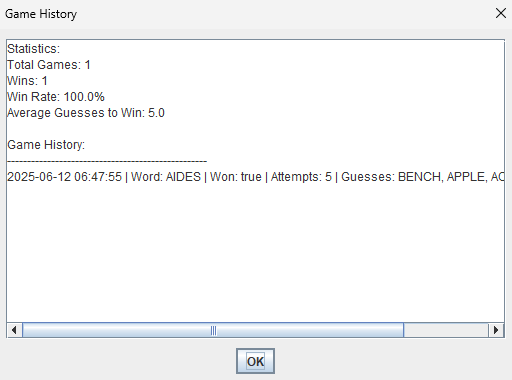 Game History
Statistics:
Total Games: 1
Wins: 1
Win Rate: 100.0%
Average Guesses to Win: 5.0
Game History:
--------------------------------------------------
2025-06-12 06:47:55 | Word: AIDES | Won: true | Attempts: 5 | Guesses: BENCH, APPLE,
OK